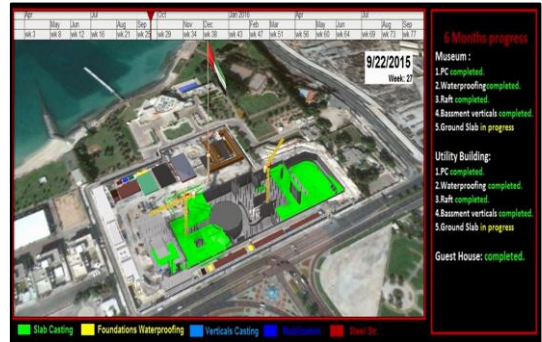 Apr Jul Oct Jan 2016 Apr Jul
May Jun Aug Sep Nov Dec Feb Mar May Jun Aug Sep
wk 3 wk 8 wk 12 wk 16 wk 21 wk 25 wk 29 wk 34 wk 38 wk 43 wk 47 wk 51 wk 56 wk 60 wk 64 wk 69 wk 73 wk 77
9/22/2015
Week: 27
6 Months progress
Museum :
1.PC completed.
2.Waterproofingcompleted.
3.Raft completed.
4.Bassment verticals completed.
5.Ground Slab in progress
Utility Building:
1.PC completed.
2.Waterproofing completed.
3.Raft completed.
4.Bassment verticals completed.
5.Ground Slab in progress
Guest House: completed.
Slab Casting Foundations Waterproofing Verticals Casting Mobilization Steel Str.